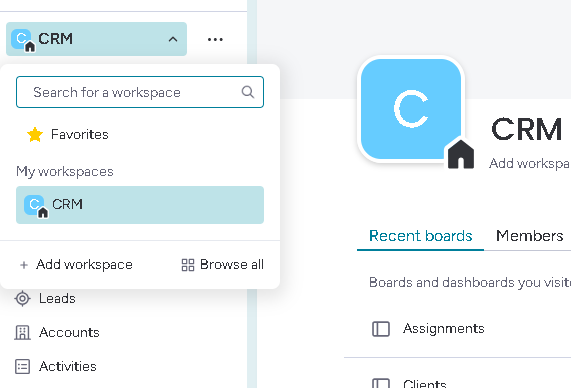 C CRM
Search for a workspace
Favorites
My workspaces
C CRM
+ Add workspace Browse all
Leads
Accounts
Activities
C
CRM
Add workspa
Recent boards Members
Boards and dashboards you visite
Assignments
Clients